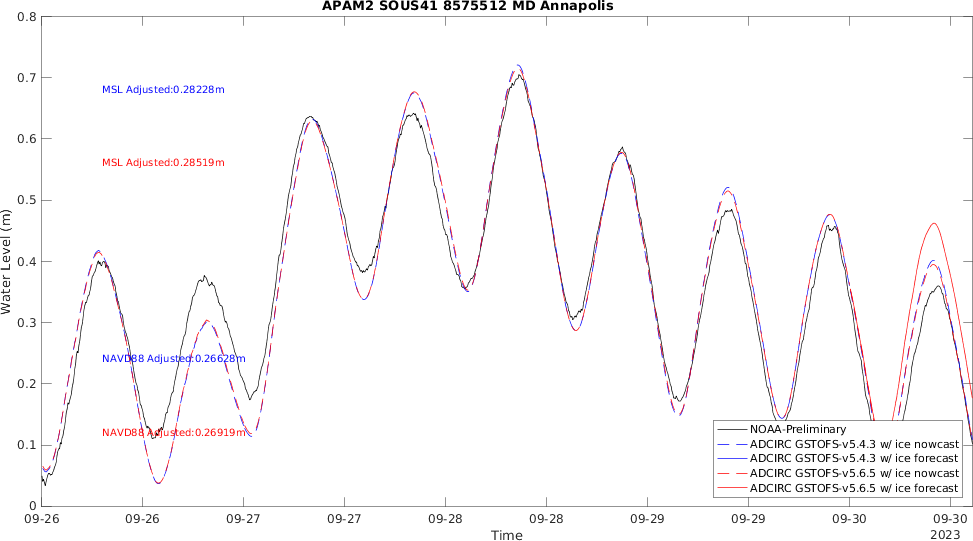 APAM2 SOUS41 8575512 MD Annapolis
0.8
0.7
0.6
0.5
0.4
0.3
0.2
0.1
0
Water Level (m)
MSL Adjusted:0.28228m
MSL Adjusted:0.28519m
NAVD88 Adjusted:0.26628m
NAVD88 Adjusted:0.26919m
NOAA-Preliminary
ADCIRC GSTOFS-v5.4.3 w/ ice nowcast
ADCIRC GSTOFS-v5.4.3 w/ ice forecast
ADCIRC GSTOFS-v5.6.5 w/ ice nowcast
ADCIRC GSTOFS-v5.6.5 w/ ice forecast
09-26 09-26 09-27 09-27 09-28 09-28 09-29 09-29 09-30 09-30
2023
Time